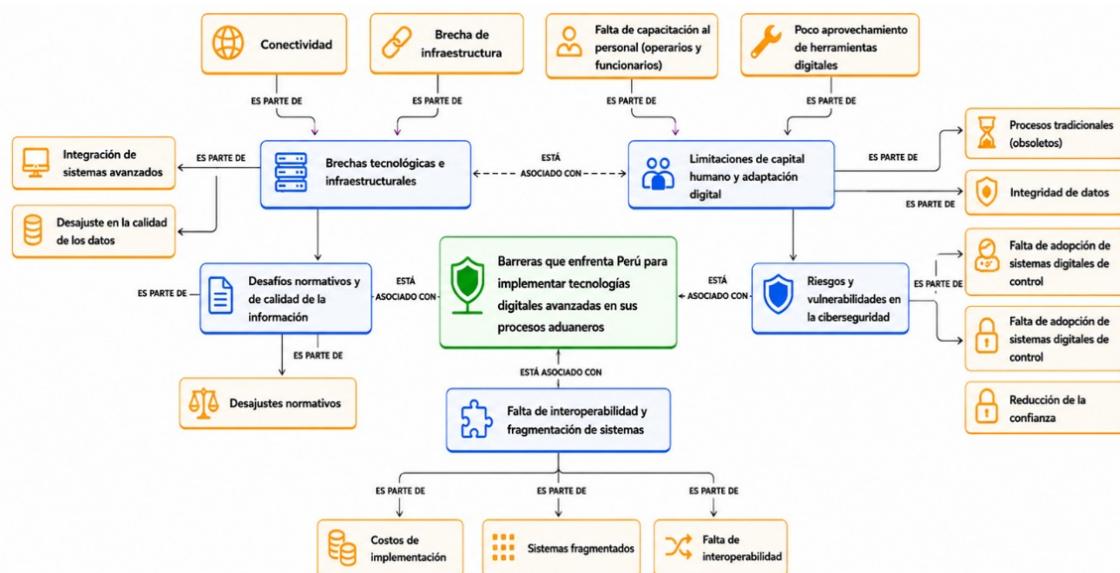 Conectividad
Brecha de
infraestructura
Falta de capacitación al
personal (operarios y
funcionarios)
Poco aprovechamiento
de herramientas
digitales
ES PARTE DE
ES PARTE DE
ES PARTE DE
ES PARTE DE
Integración de
sistemas avanzados
ES PARTE DE
Brechas tecnológicas e
infraestructurales
ESTÁ
ASOCIADO CON
Limitaciones de capital
humano y adaptación
digital
ES PARTE DE
Procesos tradicionales
(obsoletos)
ES PARTE DE
Integridad de datos
Desajuste en la calidad
de los datos
ES PARTE DE
Desafíos normativos y
de calidad de la
información
ESTÁ
ASOCIADO CON
Barreras que enfrenta Perú para
implementar tecnologías
digitales avanzadas en sus
procesos aduaneros
ESTÁ
ASOCIADO CON
Riesgos y
vulnerabilidades en
la ciberseguridad
ES PARTE DE
Falta de adopción de
sistemas digitales de
control
Falta de adopción de
sistemas digitales de
control
ES PARTE DE
ESTÁ ASOCIADO CON
Desajustes normativos
Falta de interoperabilidad y
fragmentación de sistemas
Reducción de la
confianza
ES PARTE DE
ES PARTE DE
ES PARTE DE
Costos de
implementación
Sistemas fragmentados
Falta de
interoperabilidad